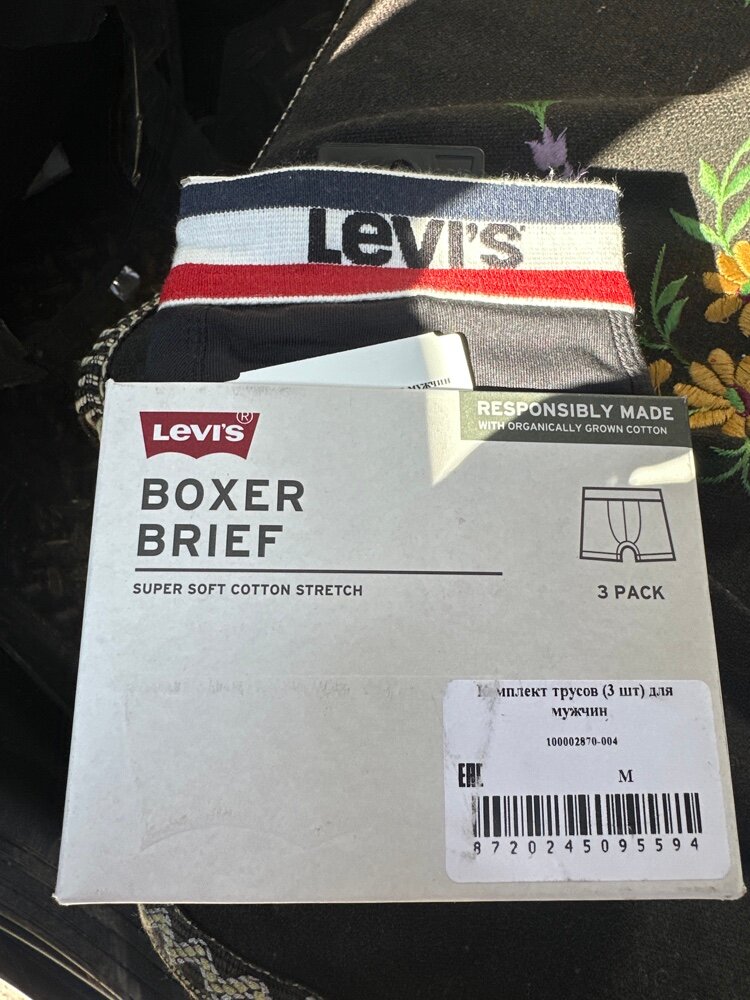 Levi's
мужчин
Levi's®
RESPONSIBLY MADE
WITH ORGANICALLY GROWN COTTON
BOXER
BRIEF
SUPER SOFT COTTON STRETCH
3 PACK
Комплект трусов (3 шт) для
мужчин
100002870-004
EAC
M
8720245095594